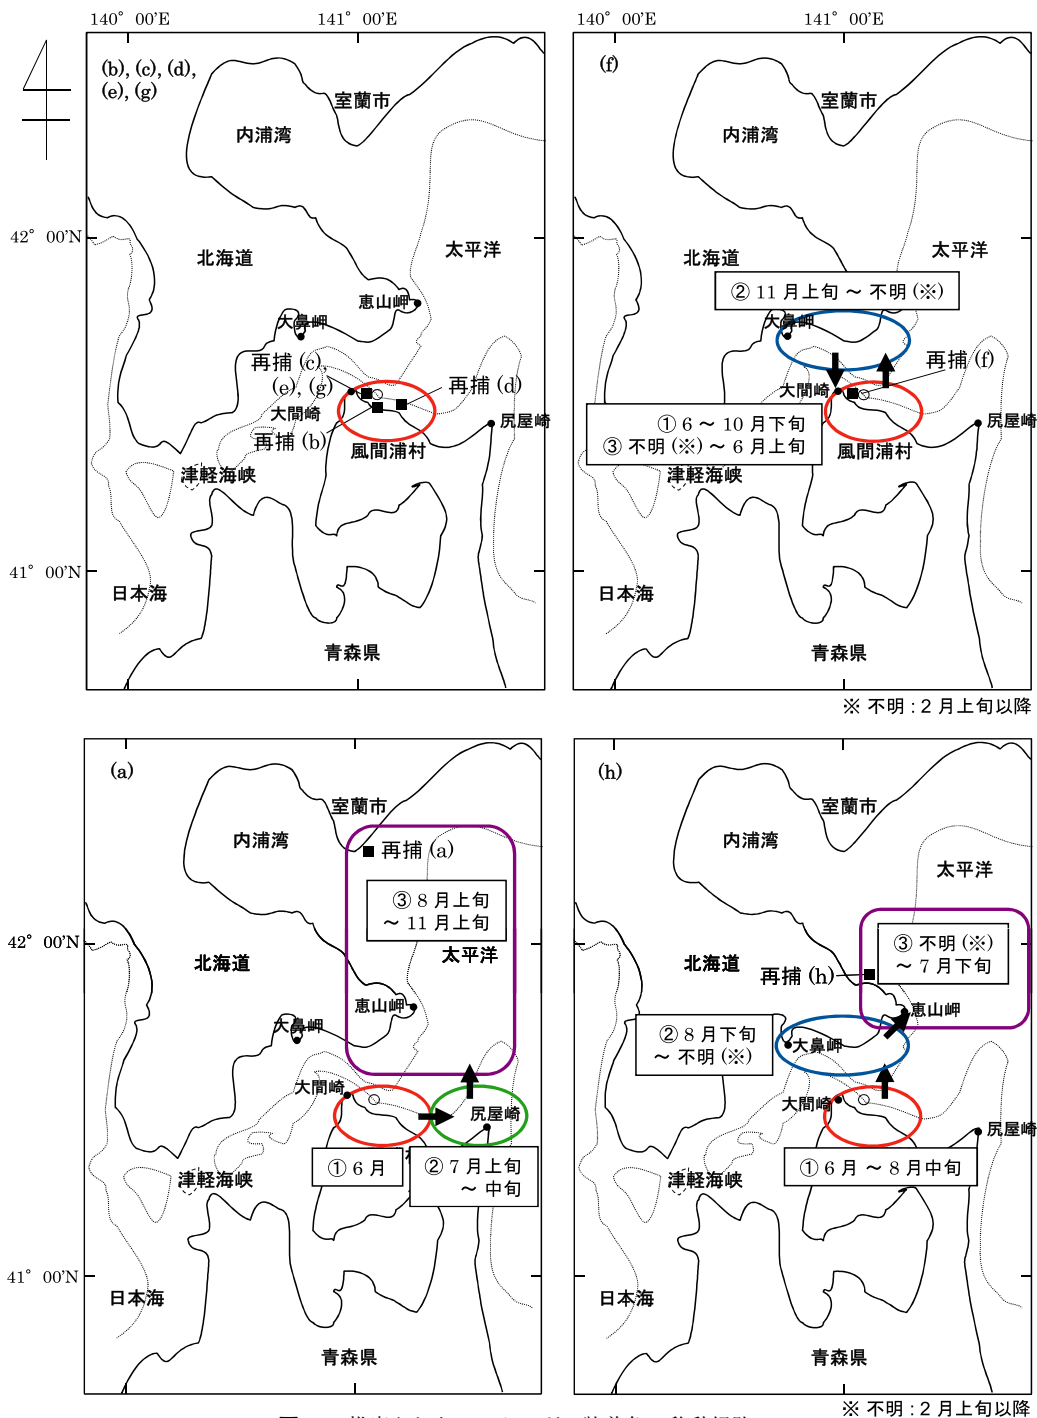 140° 00'E
141° 00'E
140° 00'E
141° 00'E
(b), (c), (d),
(e), (g)
室蘭市
内浦湾
42° 00'N
北海道
太平洋
恵山岬
大鼻岬
再捕 (c),
(e), (g)
再捕 (d)
大間崎
再捕 (b)
尻屋崎
風間浦村
津軽海峡
41° 00'N
日本海
青森県
(f)
室蘭市
内浦湾
北海道
太平洋
② 11 月上旬 ～ 不明 (※)
大鼻岬
再捕 (f)
大間崎
① 6 ～ 10 月下旬
③ 不明 (※) ～ 6 月上旬
尻屋崎
風間浦村
津軽海峡
日本海
青森県
※ 不明 : 2 月上旬以降
(a)
室蘭市
内浦湾
再捕 (a)
③ 8 月上旬
～ 11 月上旬
42° 00'N
北海道
太平洋
恵山岬
大鼻岬
大間崎
尻屋崎
① 6 月
② 7 月上旬
～ 中旬
津軽海峡
41° 00'N
日本海
青森県
(h)
室蘭市
内浦湾
太平洋
③ 不明 (※)
～ 7 月下旬
北海道
再捕 (h)
恵山岬
② 8 月下旬
～ 不明 (※)
大鼻岬
大間崎
尻屋崎
① 6 月 ～ 8 月中旬
津軽海峡
日本海
青森県
※ 不明 : 2 月上旬以降